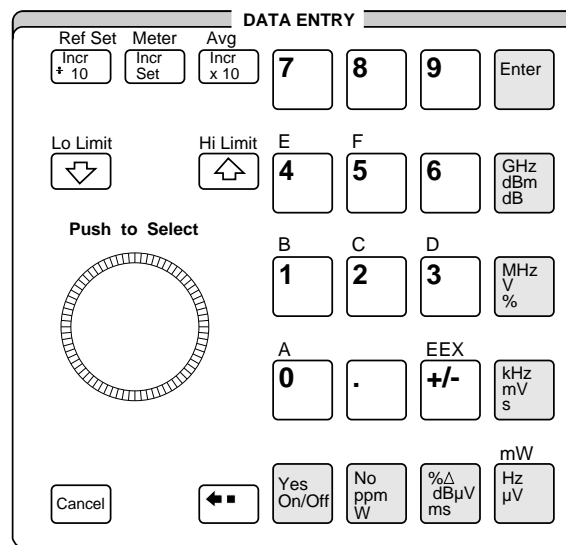 DATA ENTRY
Ref Set Meter Avg
Incr ÷ 10
Incr Set
Incr x 10
7 8 9 Enter
Lo Limit Hi Limit E F
4 5 6 GHz dBm dB
Push to Select
B C D
1 2 3 MHz V %
A EEX
0 . +/- kHz mV s
mW
Cancel
Yes On/Off
No ppm W
%Δ dBµV ms
Hz µV